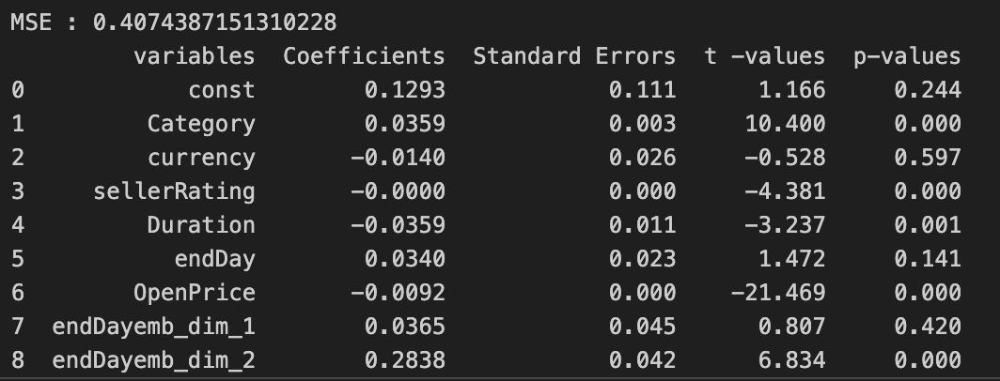 MSE : 0.4074387151310228
variables Coefficients Standard Errors t -values p-values
0 const 0.1293 0.111 1.166 0.244
1 Category 0.0359 0.003 10.400 0.000
2 currency -0.0140 0.026 -0.528 0.597
3 sellerRating -0.0000 0.000 -4.381 0.000
4 Duration -0.0359 0.011 -3.237 0.001
5 endDay 0.0340 0.023 1.472 0.141
6 OpenPrice -0.0092 0.000 -21.469 0.000
7 endDayemb_dim_1 0.0365 0.045 0.807 0.420
8 endDayemb_dim_2 0.2838 0.042 6.834 0.000